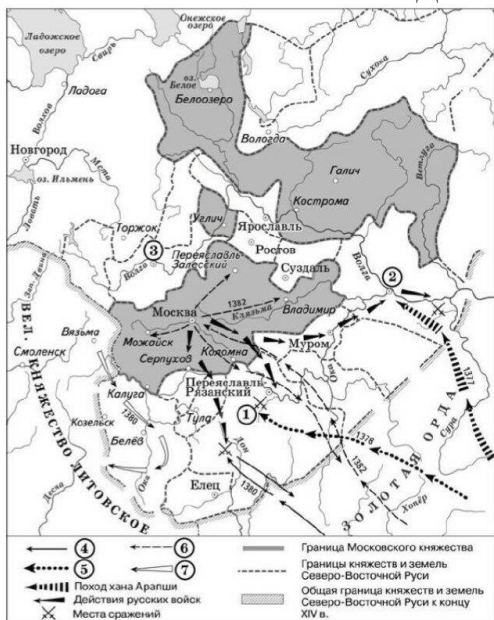 Онежское
озеро
Ладожское
озеро
Свирь
Ладога
оз.
Белое
Белоозеро
Сухона
Вологда
Волхов
Новгород
Мста
оз. Ильмень
Ловать
Галич
Ветлуга
Кострома
Углич
Ярославль
Торжок
3
Ростов
Волга
Переяславль-
Залесский
Суздаль
Волга
2
Зап. Двина
1382
Клязьма
Владимир
Москва
Вязьма
Можайск
Смоленск
Серпухов
Коломна
Муром
Ока
1377
Калуга
Переяславль-
Рязанский
Козельск
1380
Тула
1
Сура
Белёв
Дон
1378
Десна
Ока
Елец
1380
1382
Хопёр
ВЕЛ. КНЯЖЕСТВО ЛИТОВСКОЕ
ЗОЛОТАЯ ОРДА
4
6
5
7
Поход хана Арапши
Действия русских войск
Места сражений
Граница Московского княжества
Границы княжеств и земель
Северо-Восточной Руси
Общая граница княжеств и земель
Северо-Восточной Руси к концу
XIV в.